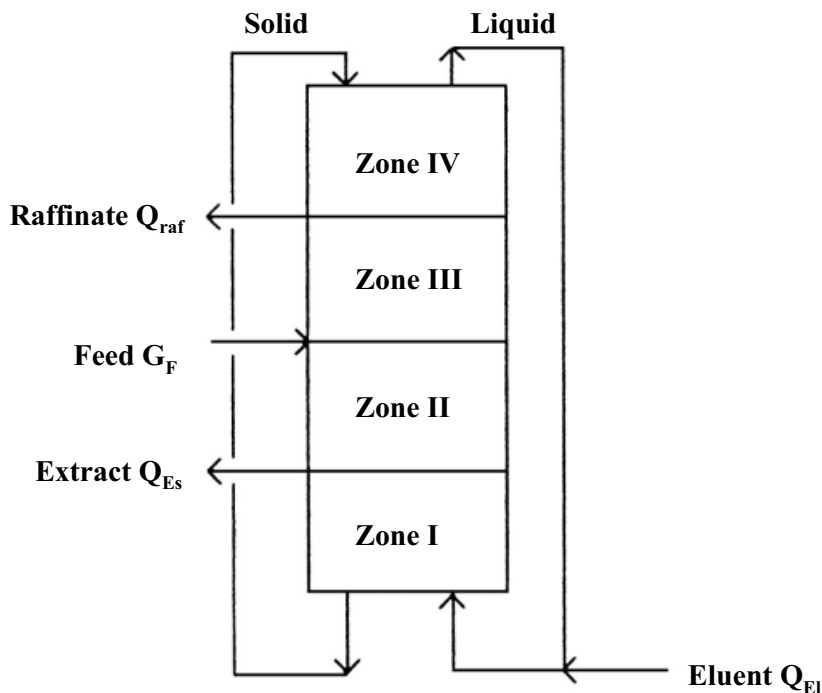 Solid
Liquid
Zone IV
Raffinate Q_raf
Zone III
Feed G_F
Zone II
Extract Q_Es
Zone I
Eluent Q_El